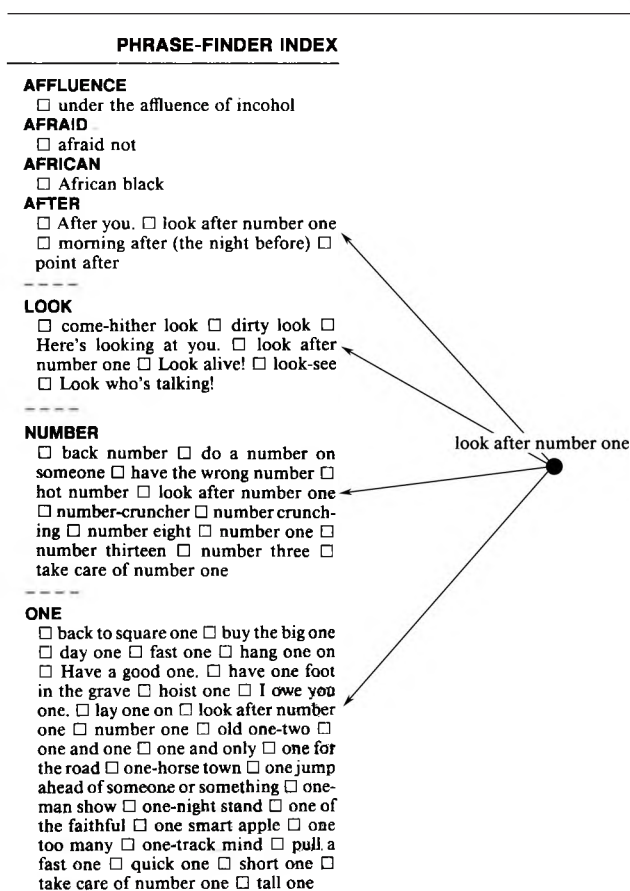 PHRASE-FINDER INDEX
AFFLUENCE
□ under the affluence of incohol
AFRAID
□ afraid not
AFRICAN
□ African black
AFTER
□ After you. □ look after number one
□ morning after (the night before) □
point after
LOOK
□ come-hither look □ dirty look □
Here's looking at you. □ look after
number one □ Look alive! □ look-see
□ Look who's talking!
NUMBER
□ back number □ do a number on
someone □ have the wrong number □
hot number □ look after number one
□ number-cruncher □ number crunch-
ing □ number eight □ number one □
number thirteen □ number three □
take care of number one
ONE
□ back to square one □ buy the big one
□ day one □ fast one □ hang one on
□ Have a good one. □ have one foot
in the grave □ hoist one □ I owe you
one. □ lay one on □ look after number
one □ number one □ old one-two □
one and one □ one and only □ one for
the road □ one-horse town □ one jump
ahead of someone or something □ one-
man show □ one-night stand □ one of
the faithful □ one smart apple □ one
too many □ one-track mind □ pull a
fast one □ quick one □ short one □
take care of number one □ tall one
look after number one